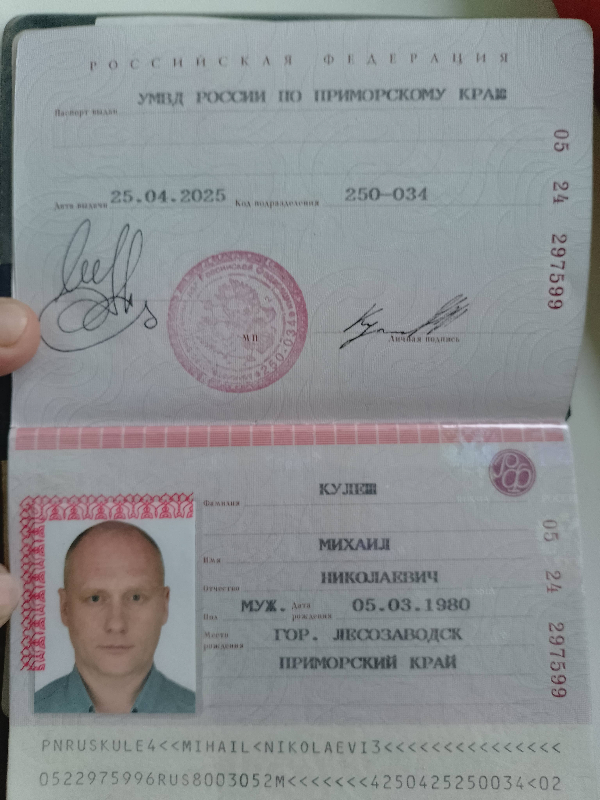 РОССИЙСКАЯ ФЕДЕРАЦИЯ
Паспорт выдан УМВД РОССИИ ПО ПРИМОРСКОМУ КРАЮ
Дата выдачи 25.04.2025 Код подразделения 250-034
МП
Личная подпись
05 24 297599
КУЛЕШ
Фамилия
МИХАИЛ
Имя
НИКОЛАЕВИЧ
Отчество
Пол МУЖ. Дата рождения 05.03.1980
Место рождения ГОР. ЛЕСОЗАВОДСК
ПРИМОРСКИЙ КРАЙ
05 24 297599
PNRUSKULE4<<MIHAIL<NIKOLAEVI3<<<<<<<<<<<<<<<
0522975996RUS8003052M<<<<<<<4250425250034<02